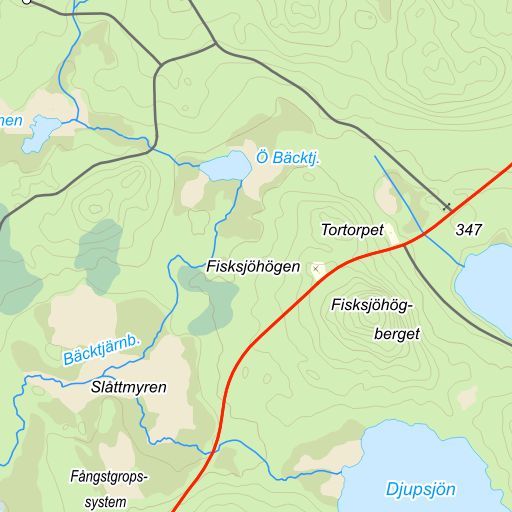 nen
Ö Bäcktj.
Tortorpet
347
Fisksjöhögen
Fisksjöhög-
berget
Bäcktjärnb.
Slåttmyren
Fångstgrops-
system
Djupsjön